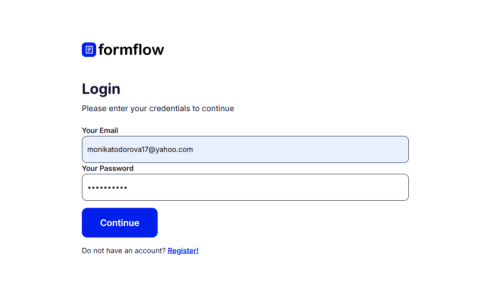 formflow
Login
Please enter your credentials to continue
Your Email
monikatodorova17@yahoo.com
Your Password
••••••••••
Continue
Do not have an account? Register!